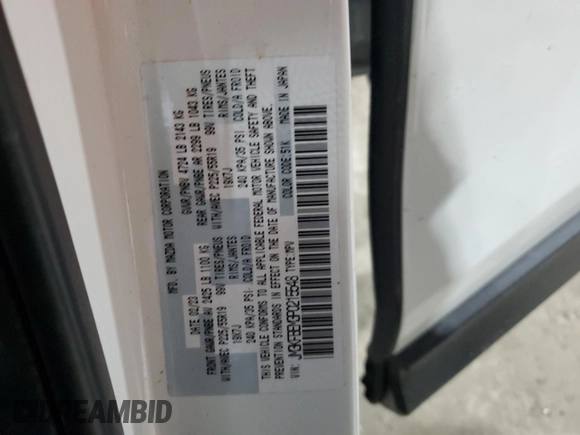 MFD. BY MAZDA MOTOR CORPORATION
DATE 02/23 GVWR/PNBV 4724 LB 2143 KG
FRONT GAWR/PNBE AV 2425 LB 1100 KG REAR GAWR/PNBE AR 2299 LB 1043 KG
WITH/AVEC P225/55R19 99V TIRES/PNEUS WITH/AVEC P225/55R19 99V TIRES/PNEUS
19X7J RIMS/JANTES 19X7J RIMS/JANTES
240 KPA/35 PSI COLD/A FROID 240 KPA/35 PSI COLD/A FROID
THIS VEHICLE CONFORMS TO ALL APPLICABLE FEDERAL MOTOR VEHICLE SAFETY AND THEFT
PREVENTION STANDARDS IN EFFECT ON THE DATE OF MANUFACTURE SHOWN ABOVE.
COLOR CODE 51K MADE IN JAPAN
VIN: TYPE:MPV